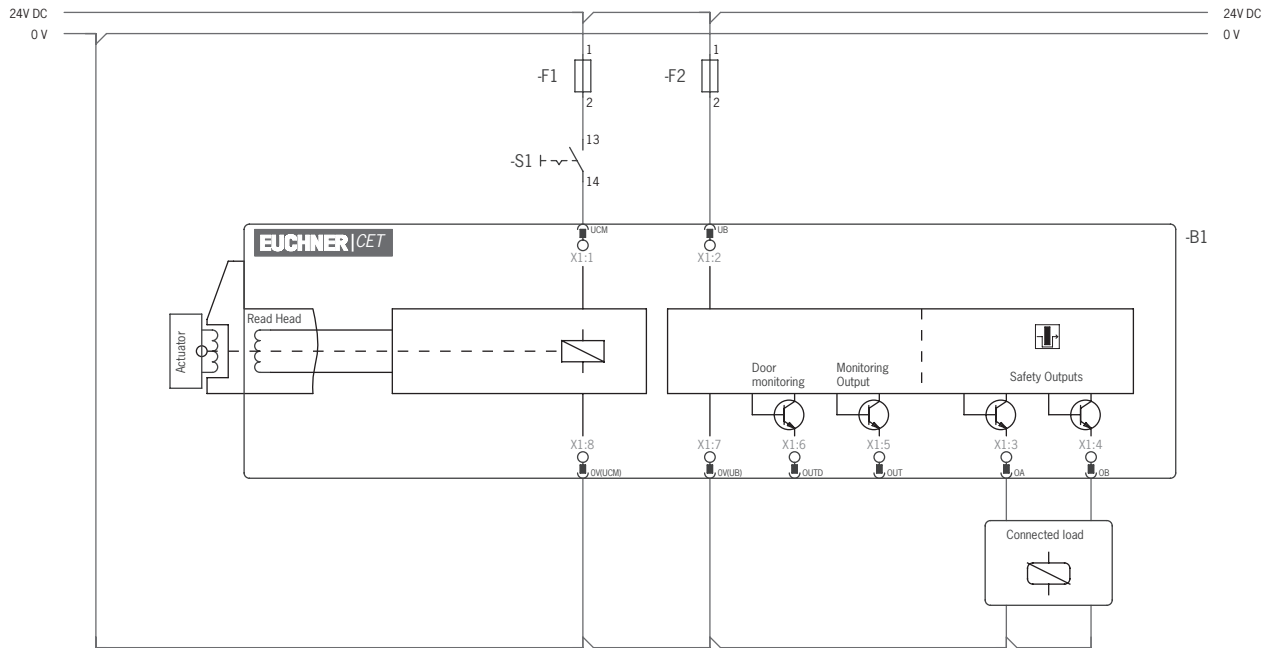 24V DC
24V DC
0 V
0 V
1
1
-F1
-F2
2
2
13
-S1
14
EUCHNER CET
UCM
UB
-B1
X1:1
X1:2
Read Head
Actuator
Door
monitoring
Monitoring
Output
Safety Outputs
X1:8
X1:7
X1:6
X1:5
X1:3
X1:4
0V(UCM)
0V(UB)
OUTD
OUT
OA
OB
Connected load